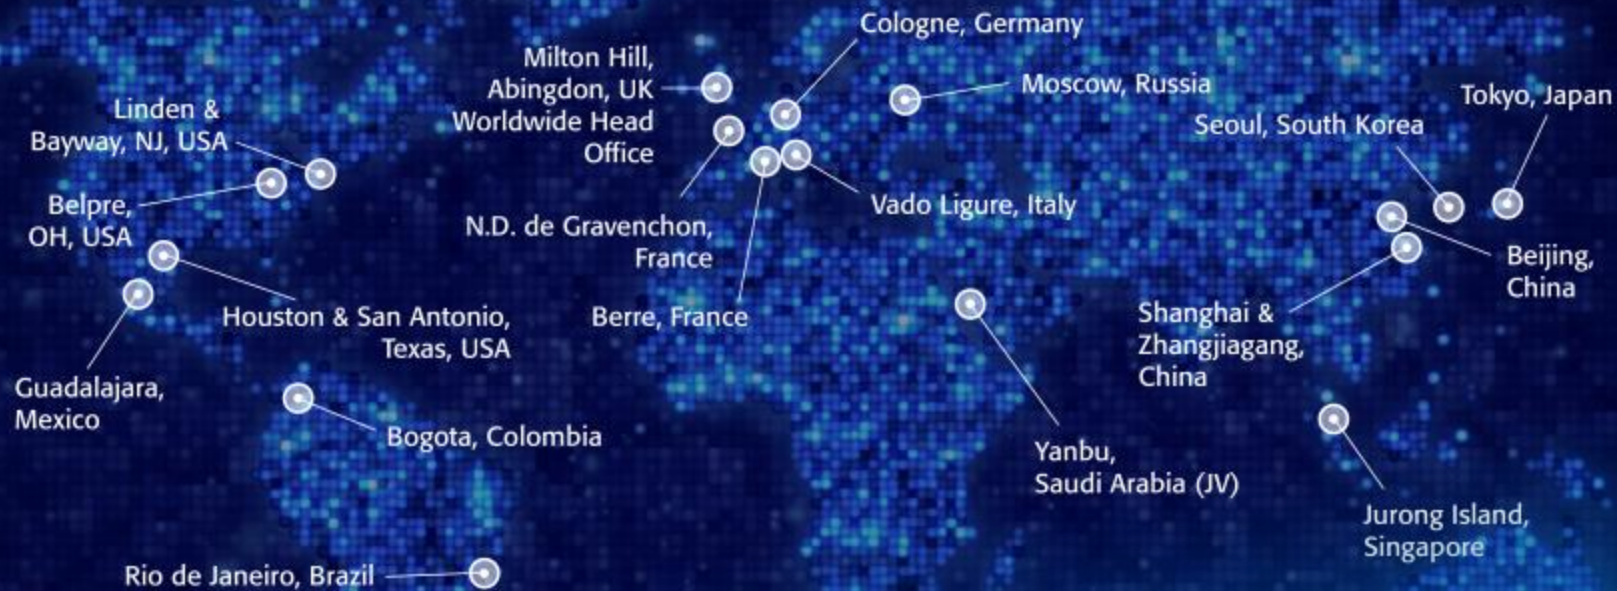 Cologne, Germany
Milton Hill,
Abingdon, UK
Worldwide Head
Office
Moscow, Russia
Tokyo, Japan
Linden &
Bayway, NJ, USA
Seoul, South Korea
Belpre,
OH, USA
Vado Ligure, Italy
N.D. de Gravenchon,
France
Beijing,
China
Houston & San Antonio,
Texas, USA
Berre, France
Shanghai &
Zhangjiagang,
China
Guadalajara,
Mexico
Bogota, Colombia
Yanbu,
Saudi Arabia (JV)
Jurong Island,
Singapore
Rio de Janeiro, Brazil